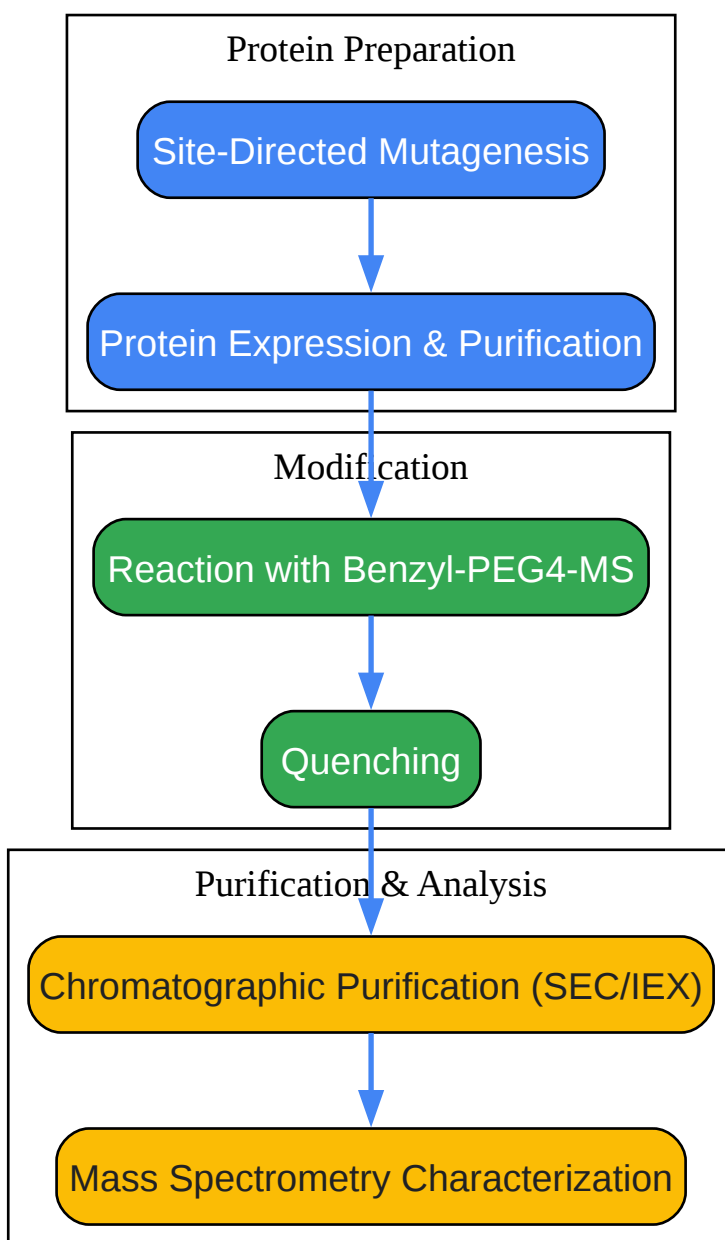 Protein Preparation
Site-Directed Mutagenesis
Protein Expression & Purification
Modification
Reaction with Benzyl-PEG4-MS
Quenching
Purification & Analysis
Chromatographic Purification (SEC/IEX)
Mass Spectrometry Characterization